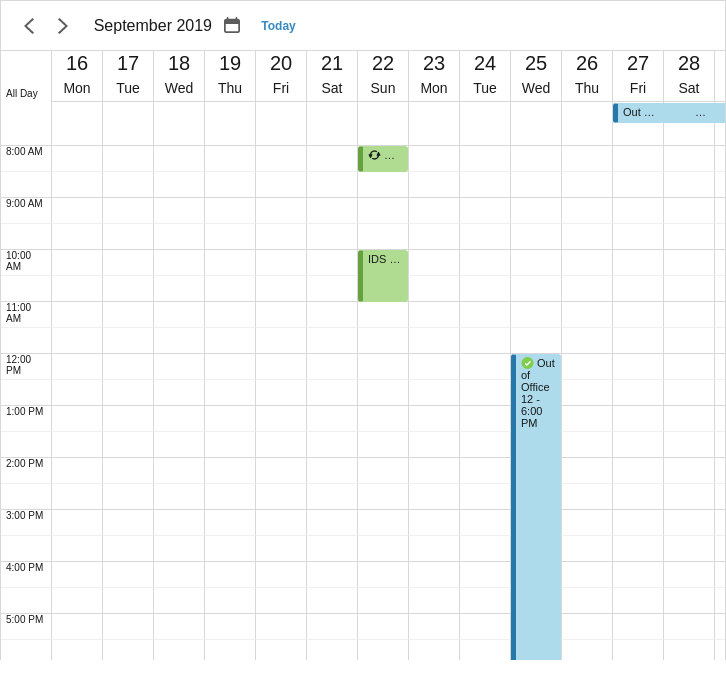 September 2019 Today
16 17 18 19 20 21 22 23 24 25 26 27 28
Mon Tue Wed Thu Fri Sat Sun Mon Tue Wed Thu Fri Sat
All Day
Out ... ...
8:00 AM
...
9:00 AM
10:00
AM
IDS ...
11:00
AM
12:00
PM
Out
of
Office
12 -
6:00
PM
1:00 PM
2:00 PM
3:00 PM
4:00 PM
5:00 PM